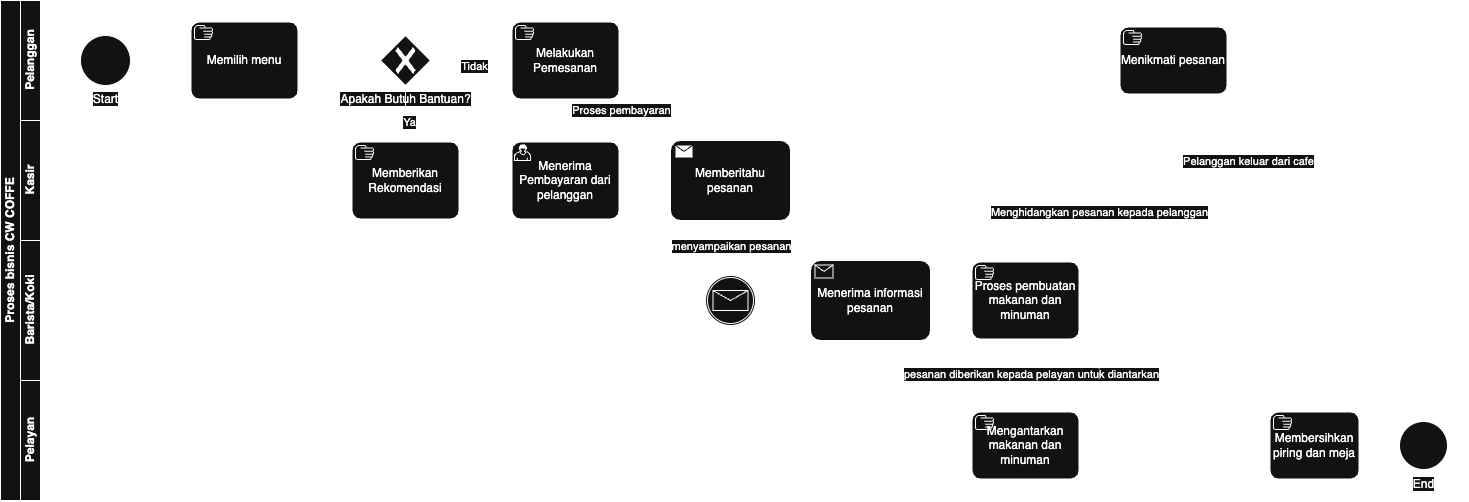 Proses bisnis CW COFFE
Pelanggan
Start
Memilih menu
Apakah Butuh Bantuan?
Tidak
Ya
Melakukan
Pemesanan
Proses pembayaran
Menikmati pesanan
Kasir
Memberikan
Rekomendasi
Menerima
Pembayaran dari
pelanggan
Memberitahu
pesanan
Pelanggan keluar dari cafe
Menghidangkan pesanan kepada pelanggan
menyampaikan pesanan
Barista/Koki
Menerima informasi
pesanan
Proses pembuatan
makanan dan
minuman
pesanan diberikan kepada pelayan untuk diantarkan
Pelayan
Mengantarkan
makanan dan
minuman
Membersihkan
piring dan meja
End